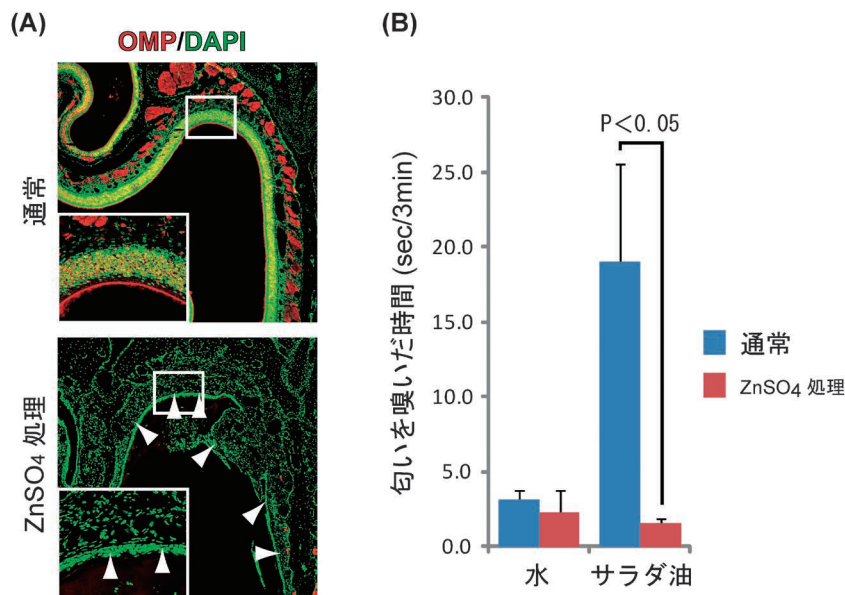 (A)
OMP/DAPI
通常
ZnSO4 処理
(B)
匂いを嗅いだ時間 (sec/3min)
30.0
25.0
20.0
15.0
10.0
5.0
0.0
P<0.05
通常
ZnSO4 処理
水
サラダ油